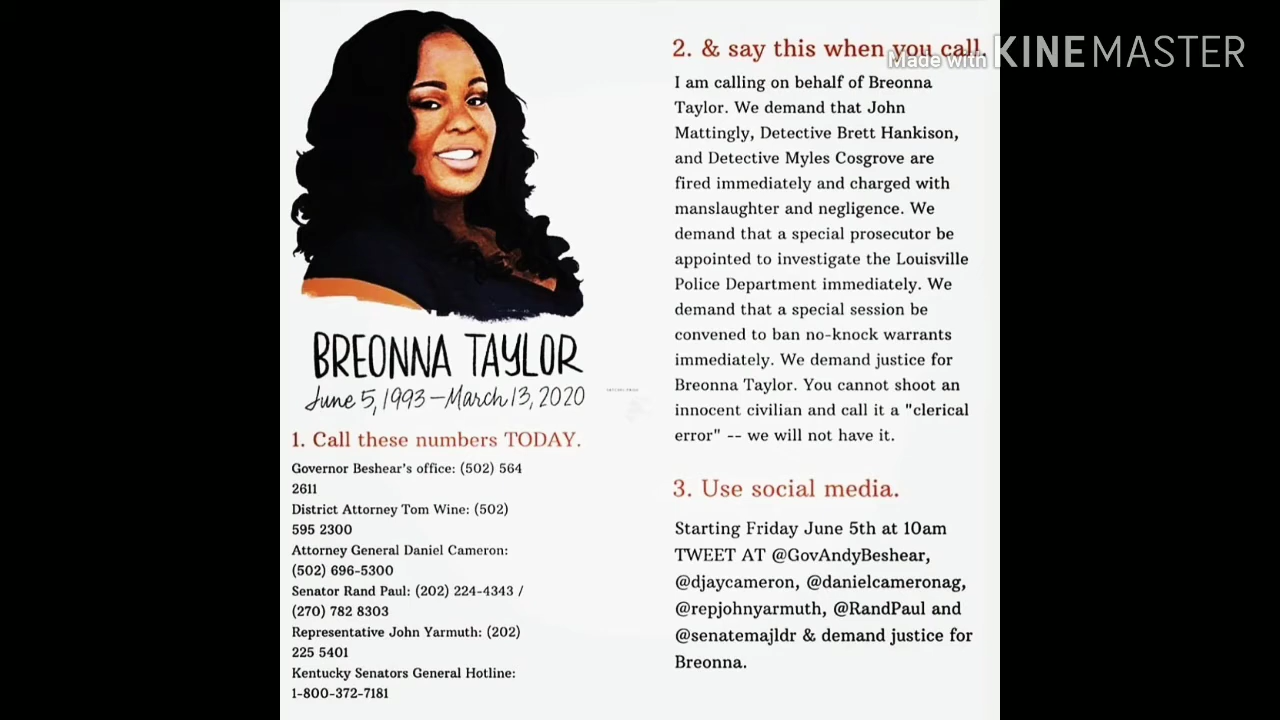 BREONNA TAYLOR
June 5, 1993 – March 13, 2020
1. Call these numbers TODAY.
Governor Beshear's office: (502) 564
2611
District Attorney Tom Wine: (502)
595 2300
Attorney General Daniel Cameron:
(502) 696-5300
Senator Rand Paul: (202) 224-4343 /
(270) 782 8303
Representative John Yarmuth: (202)
225 5401
Kentucky Senators General Hotline:
1-800-372-7181
2. & say this when you call.
Made with KINEMASTER
I am calling on behalf of Breonna
Taylor. We demand that John
Mattingly, Detective Brett Hankison,
and Detective Myles Cosgrove are
fired immediately and charged with
manslaughter and negligence. We
demand that a special prosecutor be
appointed to investigate the Louisville
Police Department immediately. We
demand that a special session be
convened to ban no-knock warrants
immediately. We demand justice for
Breonna Taylor. You cannot shoot an
innocent civilian and call it a "clerical
error" -- we will not have it.
3. Use social media.
Starting Friday June 5th at 10am
TWEET AT @GovAndyBeshear,
@djaycameron, @danielcameronag,
@repjohnyarmuth, @RandPaul and
@senatemajldr & demand justice for
Breonna.